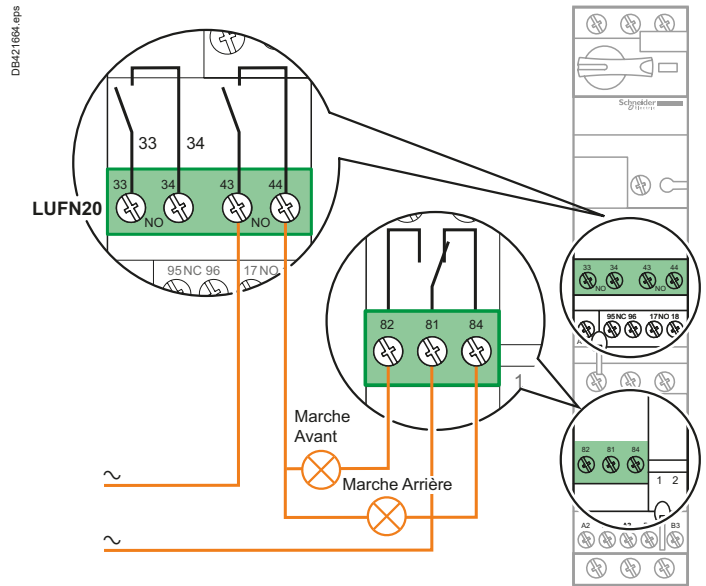 DB421664.eps
Schneider
Electric
33 34
33 34 43 44
LUFN20
NO NO
95 NC 96 17 NO
33 34 43 44
NO NO
95 NC 96 17 NO 18
A
82 81 84
1
Marche
Avant
Marche Arrière
82 81 84
1 2
A2 B3